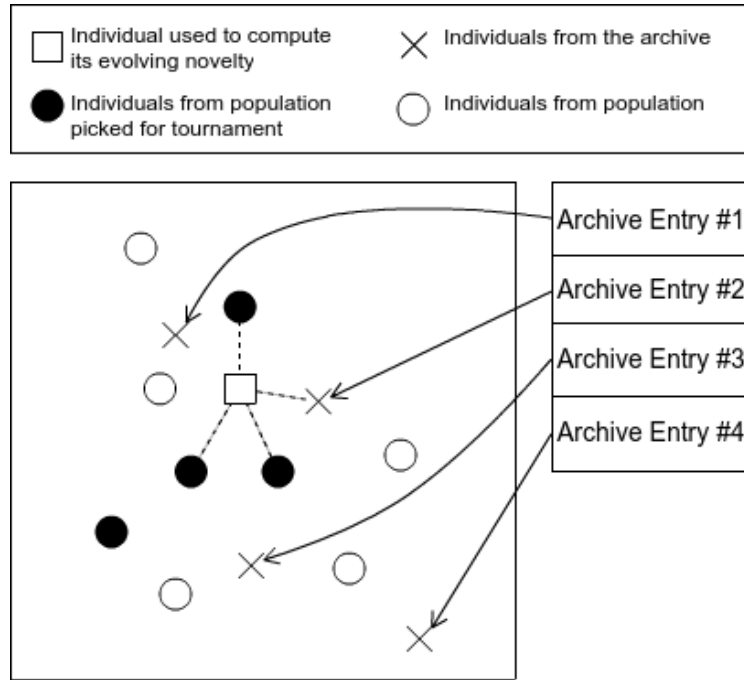 Individual used to compute
its evolving novelty
Individuals from the archive
Individuals from population
picked for tournament
Individuals from population
Archive Entry #1
Archive Entry #2
Archive Entry #3
Archive Entry #4